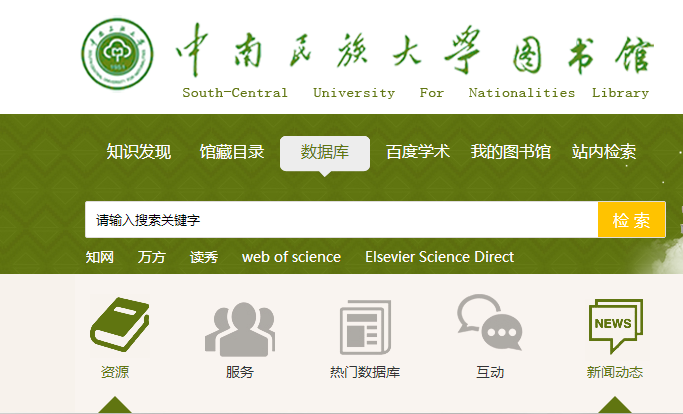 中南民族大学图书馆
South-Central University For Nationalities Library
知识发现 馆藏目录 数据库 百度学术 我的图书馆 站内检索
请输入搜索关键字 检 索
知网 万方 读秀 web of science Elsevier Science Direct
NEWS
资源 服务 热门数据库 互动 新闻动态